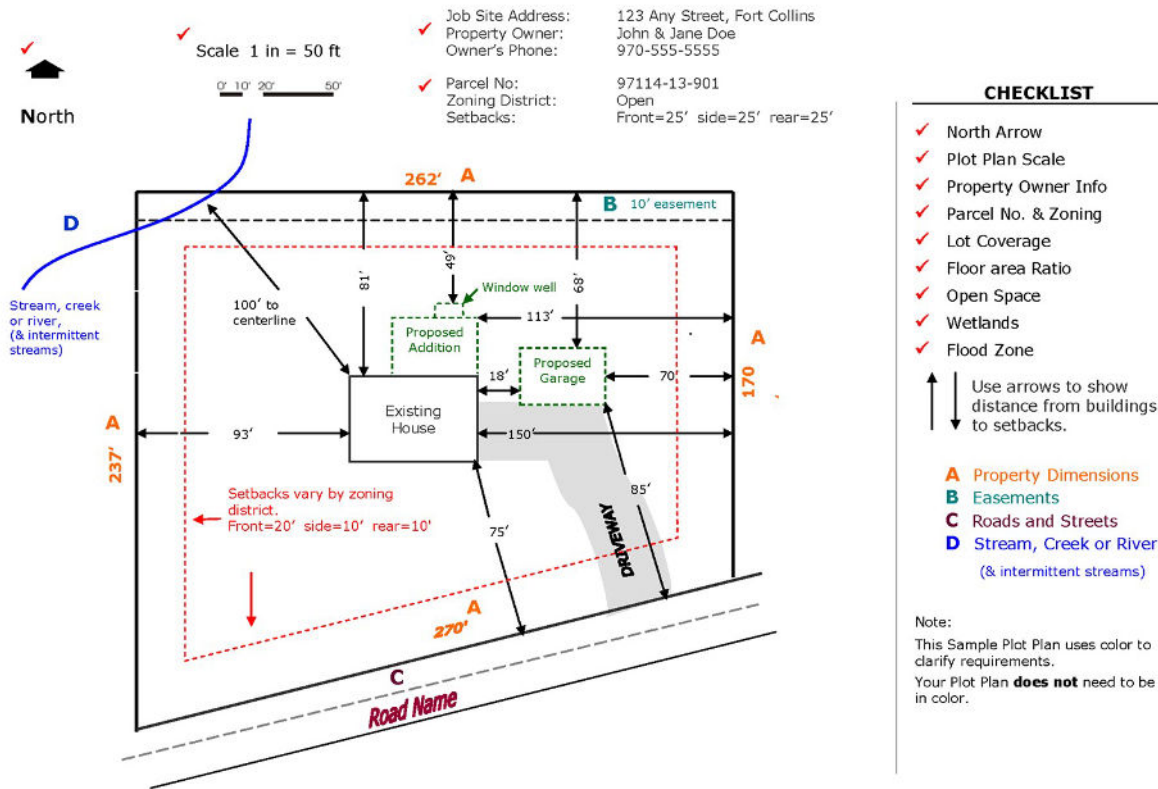 Scale 1 in = 50 ft
0' 10' 20' 50'
North
Job Site Address: 123 Any Street, Fort Collins
Property Owner: John & Jane Doe
Owner's Phone: 970-555-5555
Parcel No: 97114-13-901
Zoning District: Open
Setbacks: Front=25' side=25' rear=25'
262' A
B 10' easement
D
Stream, creek
or river,
(& intermittent
streams)
100' to
centerline
81'
49'
68'
Window well
113'
Proposed
Addition
Proposed
Garage
18'
70'
A
170
Existing
House
A
237'
93'
150'
Setbacks vary by zoning
district.
Front=20' side=10' rear=10'
75'
85'
DRIVEWAY
A
270'
C
Road Name
CHECKLIST
North Arrow
Plot Plan Scale
Property Owner Info
Parcel No. & Zoning
Lot Coverage
Floor area Ratio
Open Space
Wetlands
Flood Zone
Use arrows to show
distance from buildings
to setbacks.
A Property Dimensions
B Easements
C Roads and Streets
D Stream, Creek or River
(& intermittent streams)
Note:
This Sample Plot Plan uses color to
clarify requirements.
Your Plot Plan does not need to be
in color.